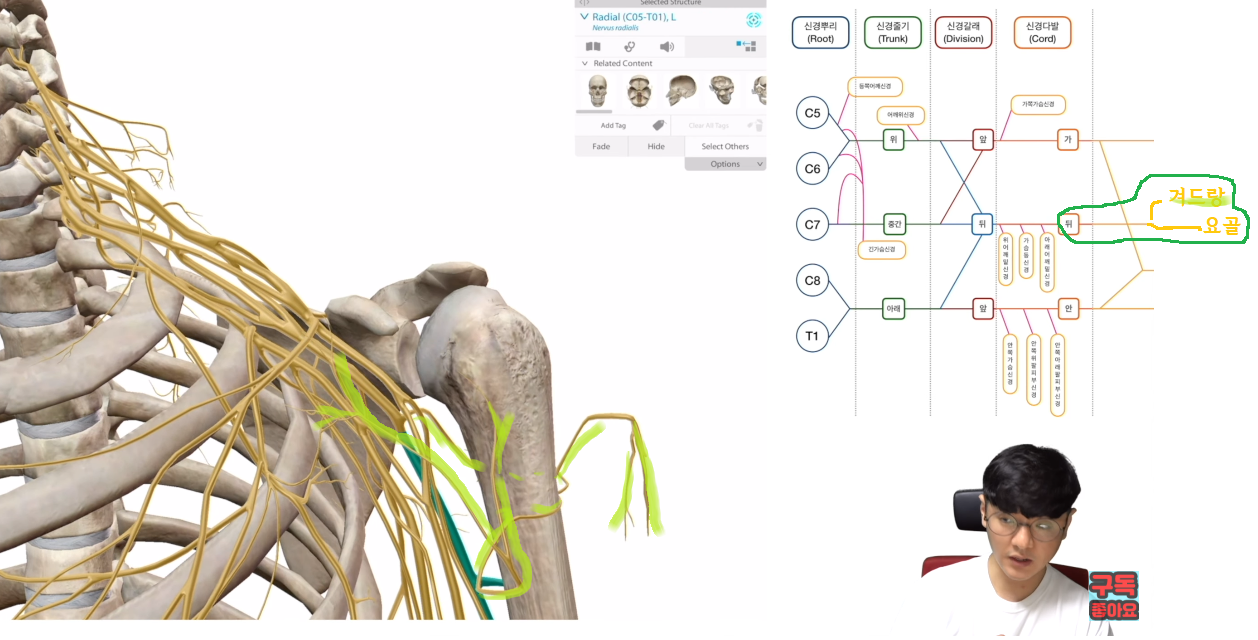 Selected Structure
Radial (C05-T01), L
Nervus radialis
Related Content
Add Tag
Clear All Tags
Fade
Hide
Select Others
Options
신경뿌리
(Root)
신경줄기
(Trunk)
신경갈래
(Division)
신경다발
(Cord)
등쪽어깨신경
어깨위신경
가쪽가슴신경
C5
C6
C7
C8
T1
위
중간
아래
앞
뒤
앞
가
뒤
안
긴가슴신경
위어깨밑신경
가슴등신경
아래어깨밑신경
안쪽가슴신경
안쪽위팔피부신경
안쪽아래팔피부신경
겨드랑
요골
구독
좋아요